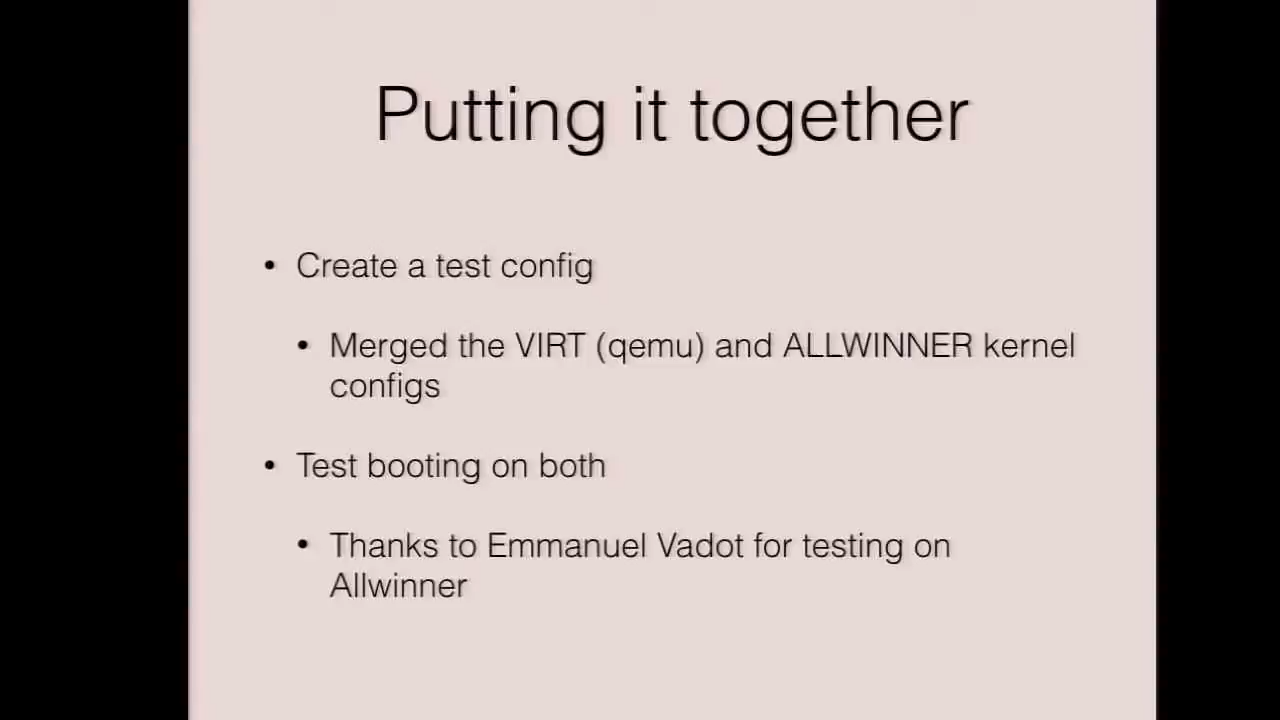 Putting it together
• Create a test config
• Merged the VIRT (qemu) and ALLWINNER kernel
configs
• Test booting on both
• Thanks to Emmanuel Vadot for testing on
Allwinner